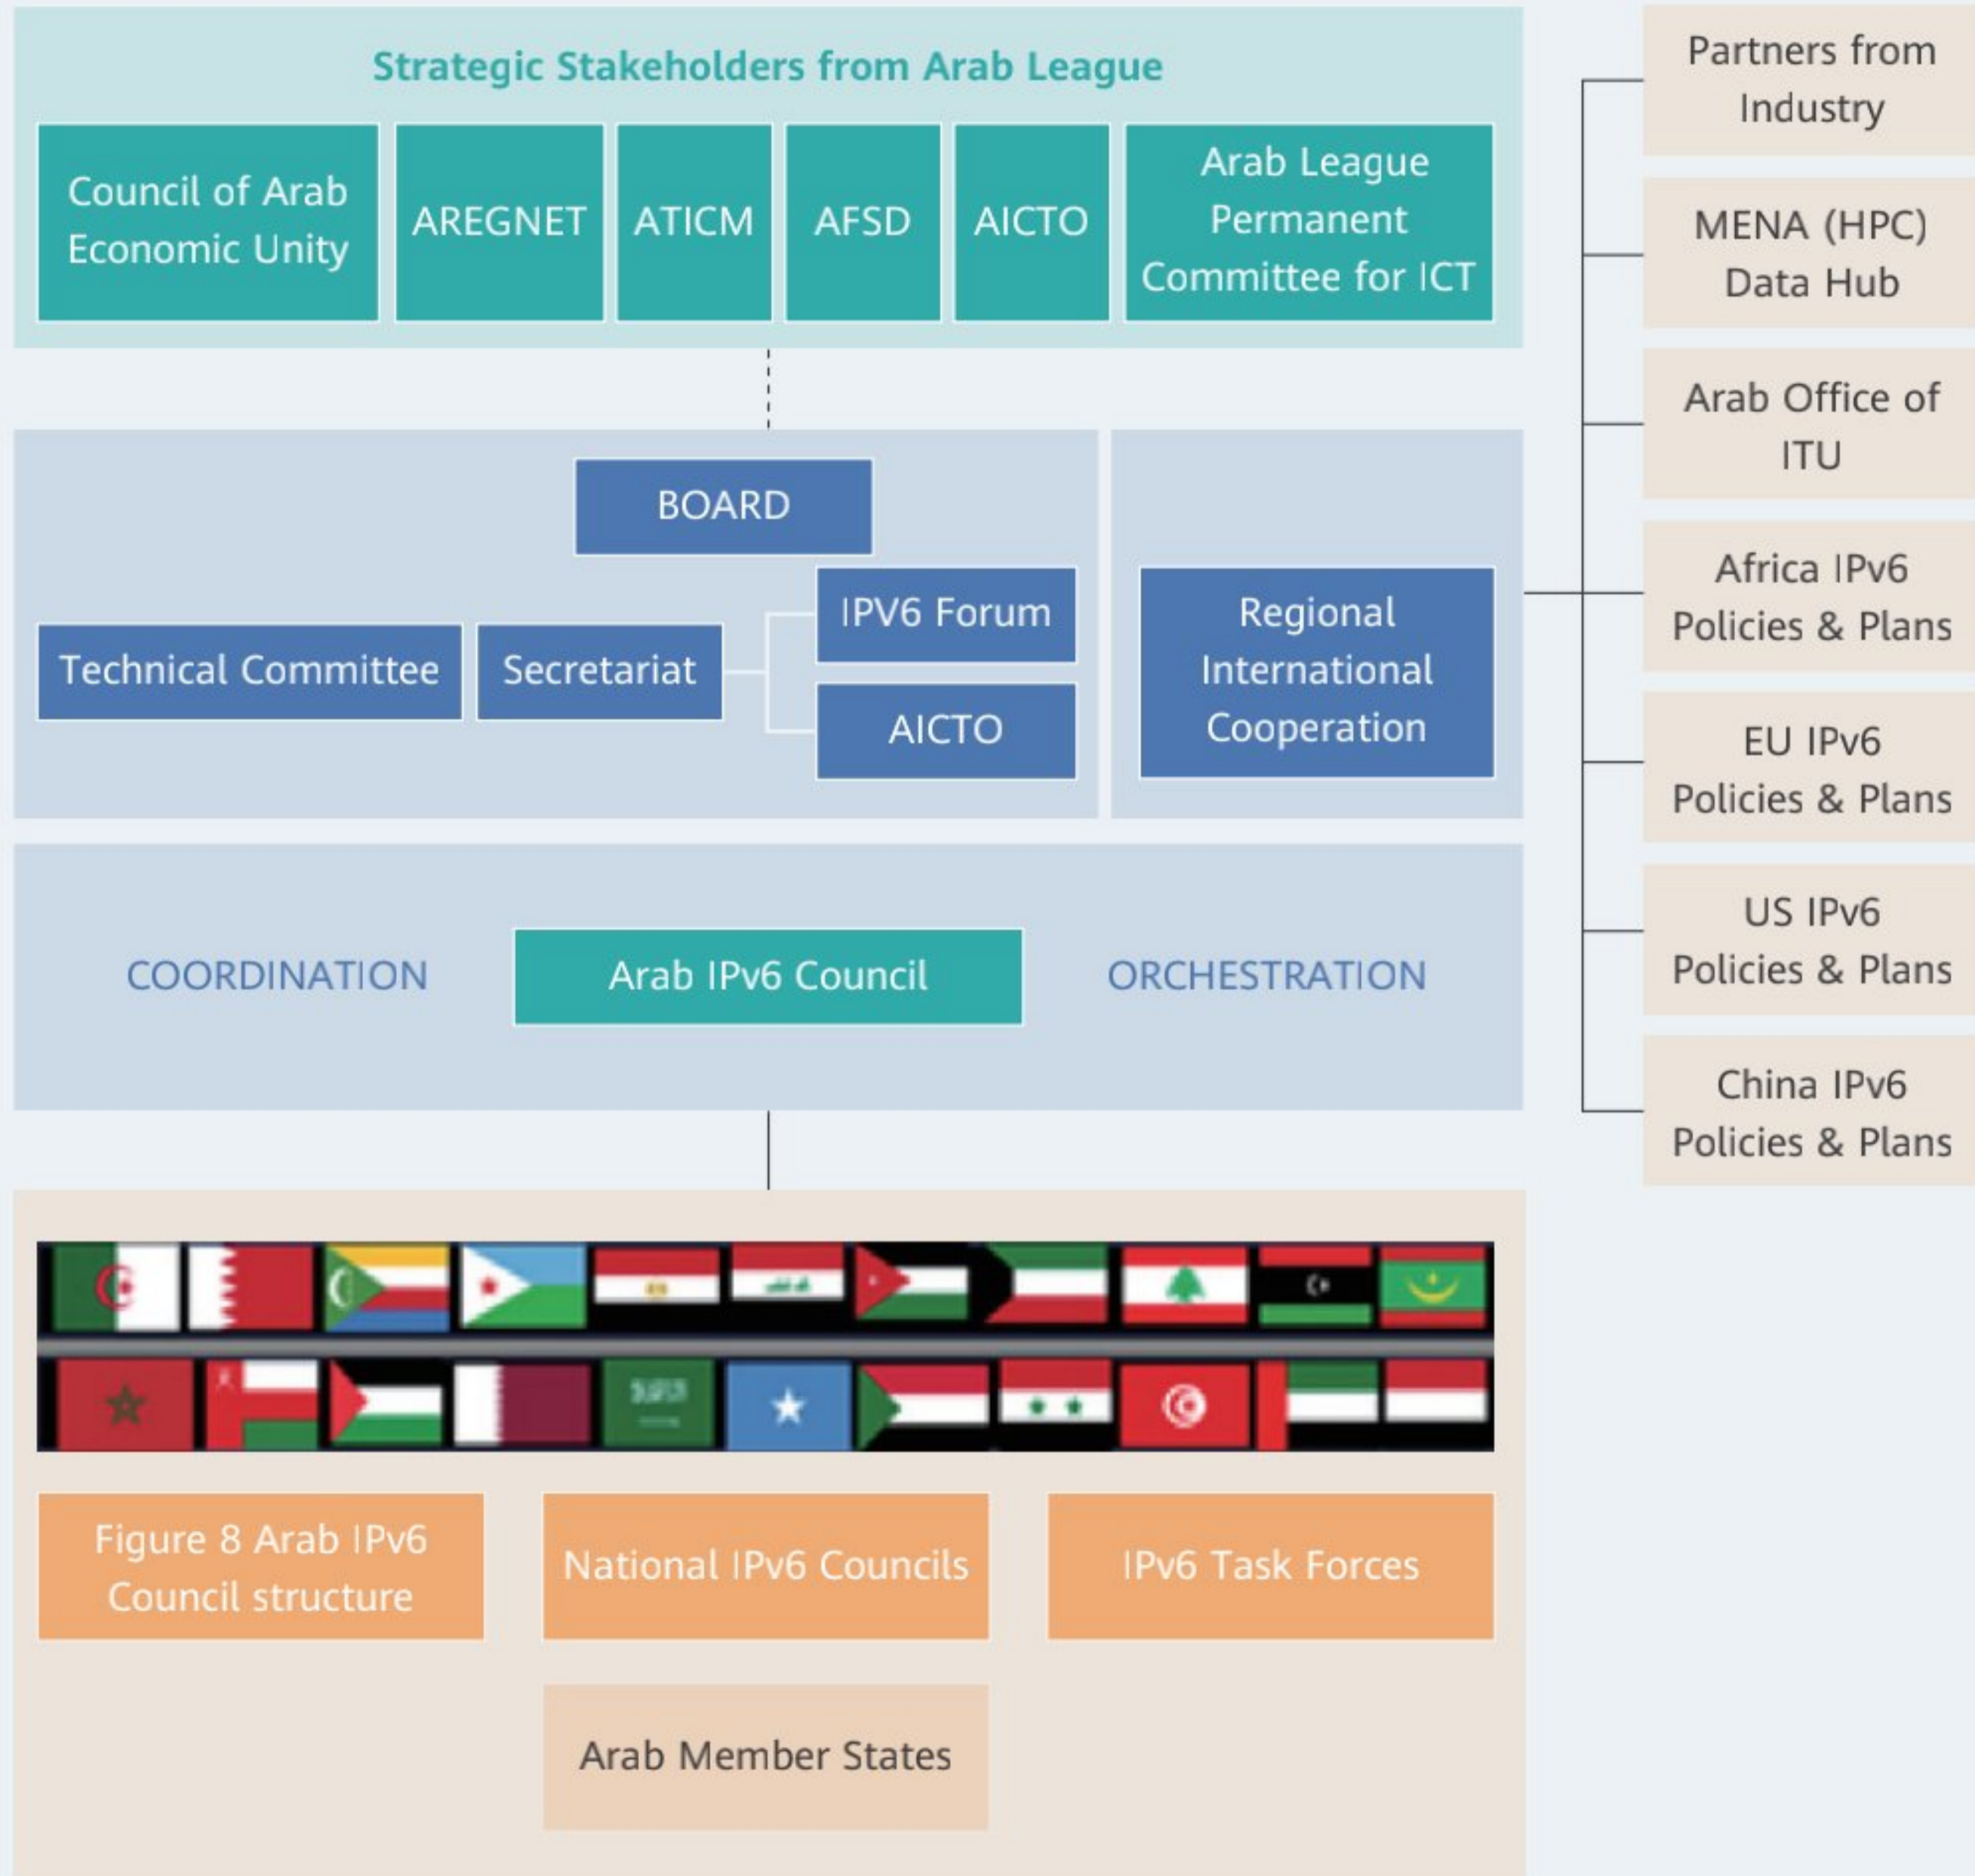 Strategic Stakeholders from Arab League
Council of Arab
Economic Unity
AREGNET
ATICM
AFSD
AICTO
Arab League
Permanent
Committee for ICT
BOARD
Technical Committee
Secretariat
IPV6 Forum
AICTO
Regional
International
Cooperation
Partners from
Industry
MENA (HPC)
Data Hub
Arab Office of
ITU
Africa IPv6
Policies & Plans
EU IPv6
Policies & Plans
US IPv6
Policies & Plans
China IPv6
Policies & Plans
COORDINATION
Arab IPv6 Council
ORCHESTRATION
Figure 8 Arab IPv6
Council structure
National IPv6 Councils
IPv6 Task Forces
Arab Member States